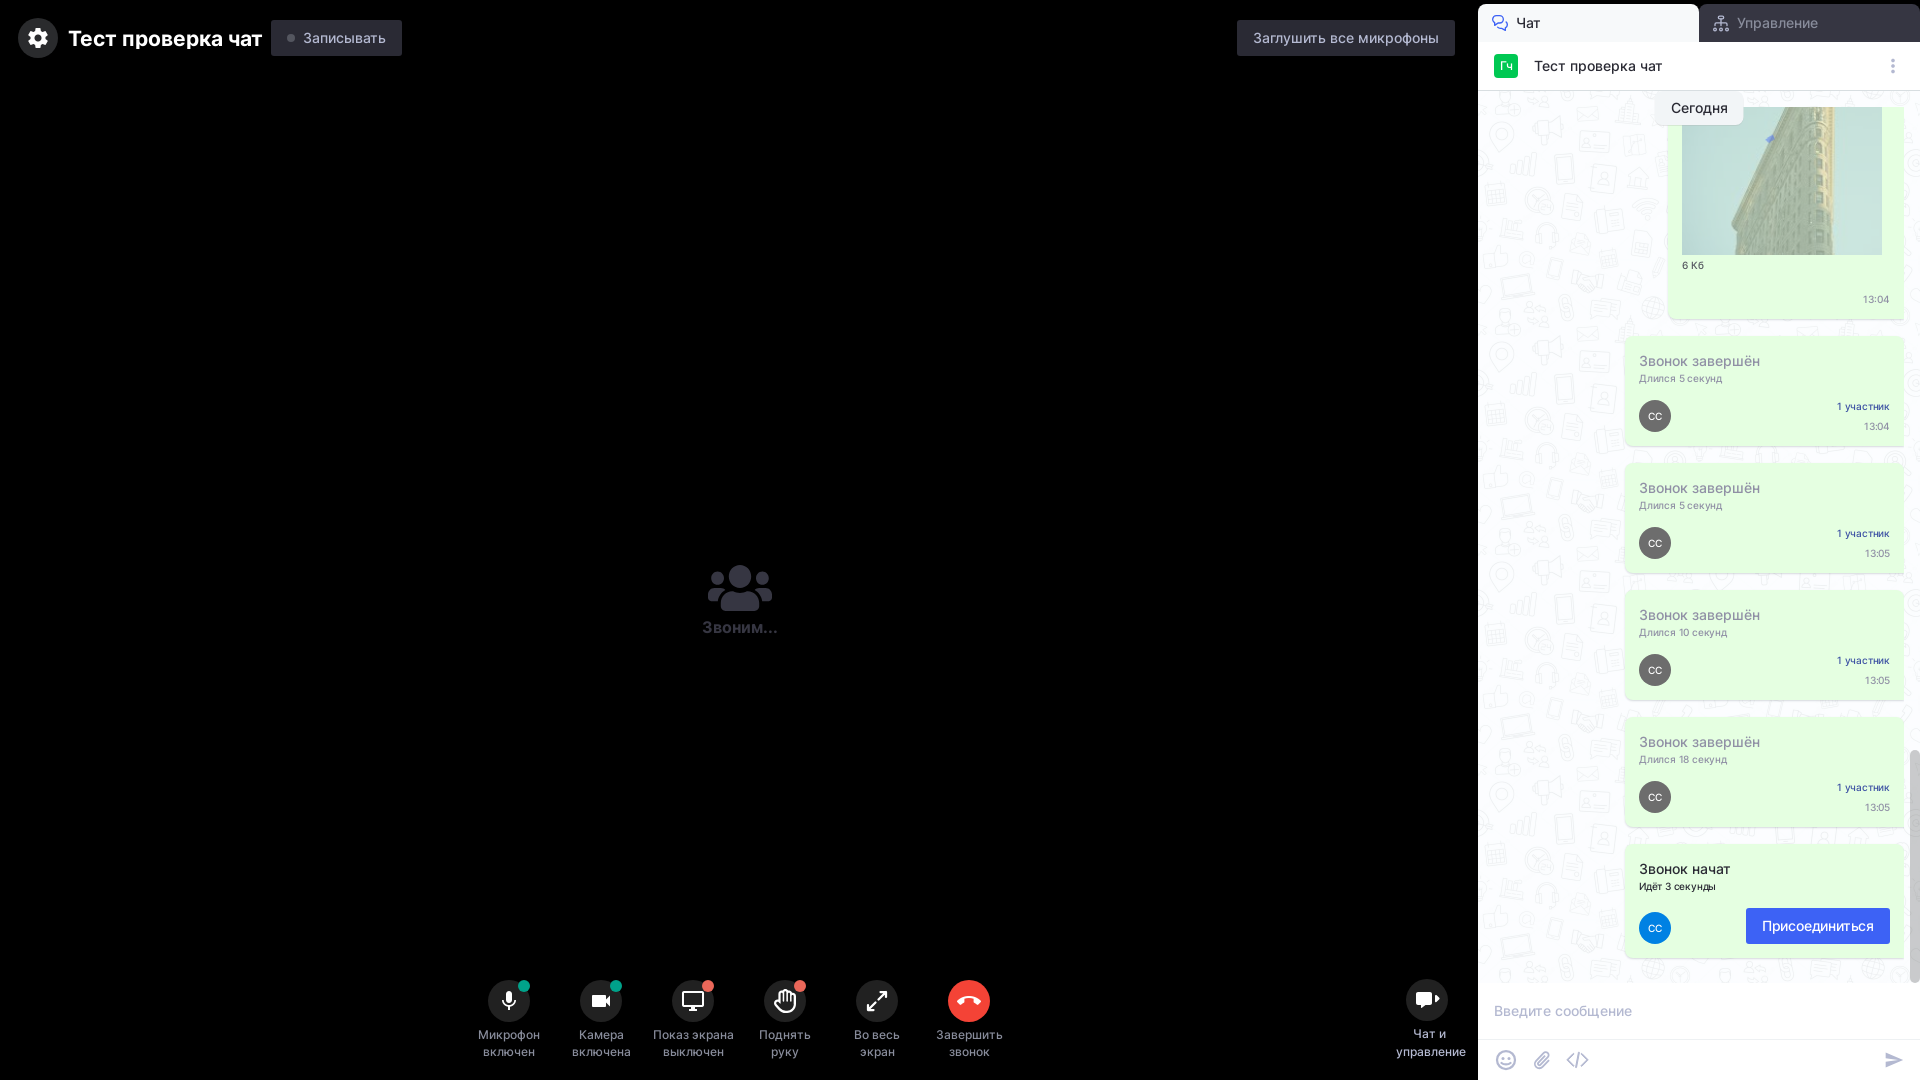 Тест проверка чат
Записывать
Заглушить все микрофоны
Звоним...
Микрофон
включен
Камера
включена
Показ экрана
выключен
Поднять
руку
Во весь
экран
Завершить
звонок
Чат и
управление
Чат
Управление
Гч
Тест проверка чат
Сегодня
6 Кб
13:04
Звонок завершён
Длился 5 секунд
СС
1 участник
13:04
Звонок завершён
Длился 5 секунд
СС
1 участник
13:05
Звонок завершён
Длился 10 секунд
СС
1 участник
13:05
Звонок завершён
Длился 18 секунд
СС
1 участник
13:05
Звонок начат
Идёт 3 секунды
СС
Присоединиться
Введите сообщение